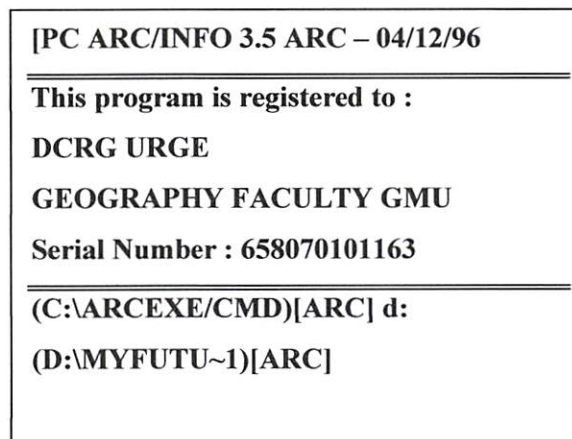 [PC ARC/INFO 3.5 ARC – 04/12/96
This program is registered to :
DCRG URGE
GEOGRAPHY FACULTY GMU
Serial Number : 658070101163
(C:\ARCEXE/CMD)[ARC] d:
(D:\MYFUTU~1)[ARC]